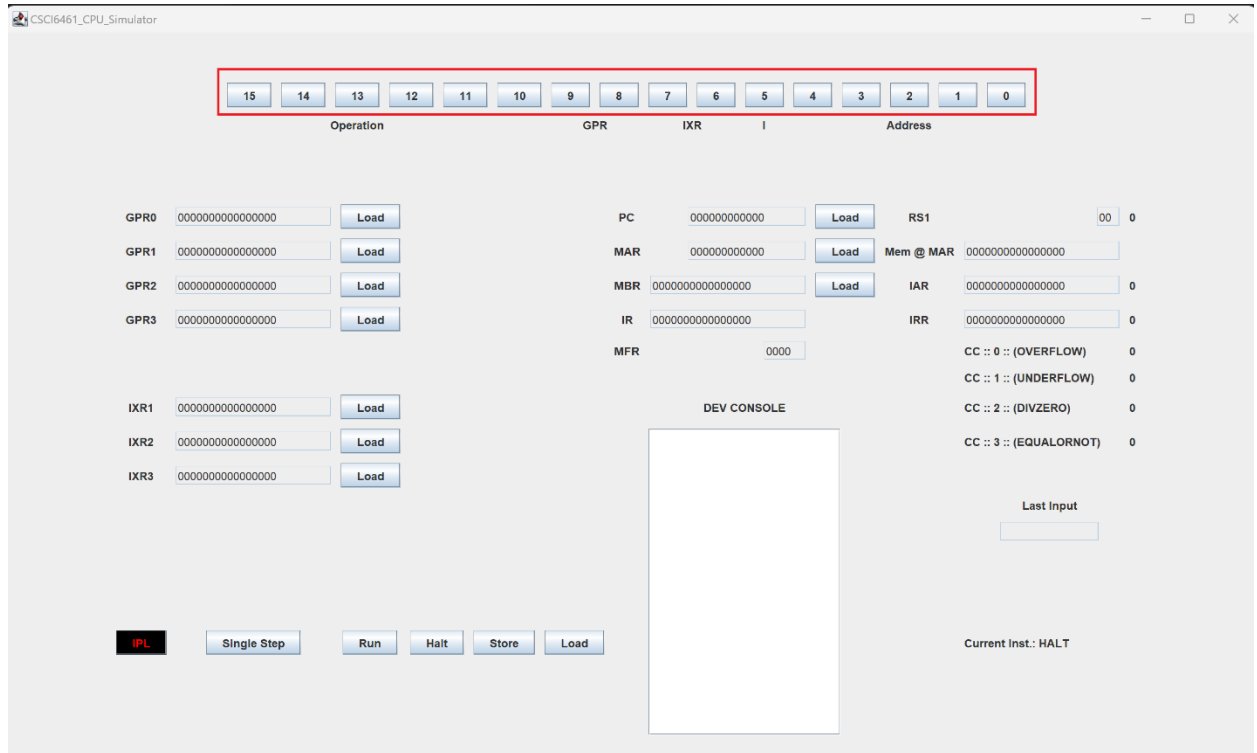 CSCI6461_CPU_Simulator
15 14 13 12 11 10 9 8 7 6 5 4 3 2 1 0
Operation GPR IXR I Address
GPR0 0000000000000000 Load PC 000000000000 Load RS1 00 0
GPR1 0000000000000000 Load MAR 000000000000 Load Mem @ MAR 0000000000000000
GPR2 0000000000000000 Load MBR 0000000000000000 Load IAR 0000000000000000 0
GPR3 0000000000000000 Load IR 0000000000000000 IRR 0000000000000000 0
MFR 0000 CC :: 0 :: (OVERFLOW) 0
CC :: 1 :: (UNDERFLOW) 0
IXR1 0000000000000000 Load DEV CONSOLE CC :: 2 :: (DIVZERO) 0
IXR2 0000000000000000 Load CC :: 3 :: (EQUALORNOT) 0
IXR3 0000000000000000 Load
Last Input
IPL Single Step Run Halt Store Load Current Inst.: HALT